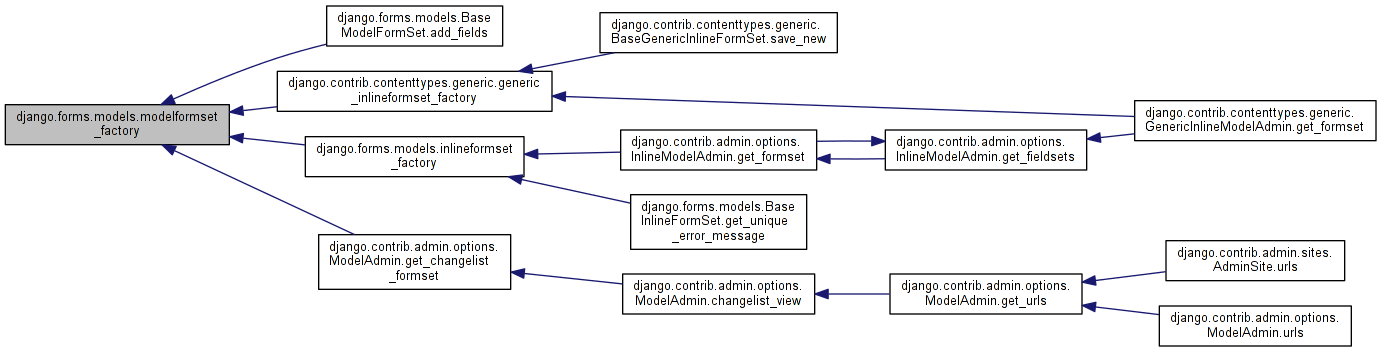 django.forms.models.Base
ModelFormSet.add_fields
django.contrib.contenttypes.generic.
BaseGenericInlineFormSet.save_new
django.contrib.contenttypes.generic.generic
_inlineformset_factory
django.forms.models.modelformset
_factory
django.contrib.contenttypes.generic.
GenericInlineModelAdmin.get_formset
django.forms.models.inlineformset
_factory
django.contrib.admin.options.
InlineModelAdmin.get_formset
django.contrib.admin.options.
InlineModelAdmin.get_fieldsets
django.forms.models.Base
InlineFormSet.get_unique
_error_message
django.contrib.admin.options.
ModelAdmin.get_changelist
_formset
django.contrib.admin.options.
ModelAdmin.changelist_view
django.contrib.admin.options.
ModelAdmin.get_urls
django.contrib.admin.sites.
AdminSite.urls
django.contrib.admin.options.
ModelAdmin.urls